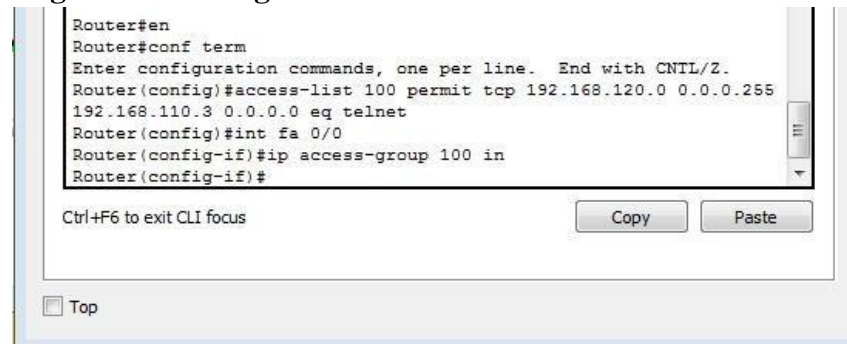 Router#en
Router#conf term
Enter configuration commands, one per line.  End with CNTL/Z.
Router(config)#access-list 100 permit tcp 192.168.120.0 0.0.0.255
192.168.110.3 0.0.0.0 eq telnet
Router(config)#int fa 0/0
Router(config-if)#ip access-group 100 in
Router(config-if)#
Ctrl+F6 to exit CLI focus
Copy
Paste
Top